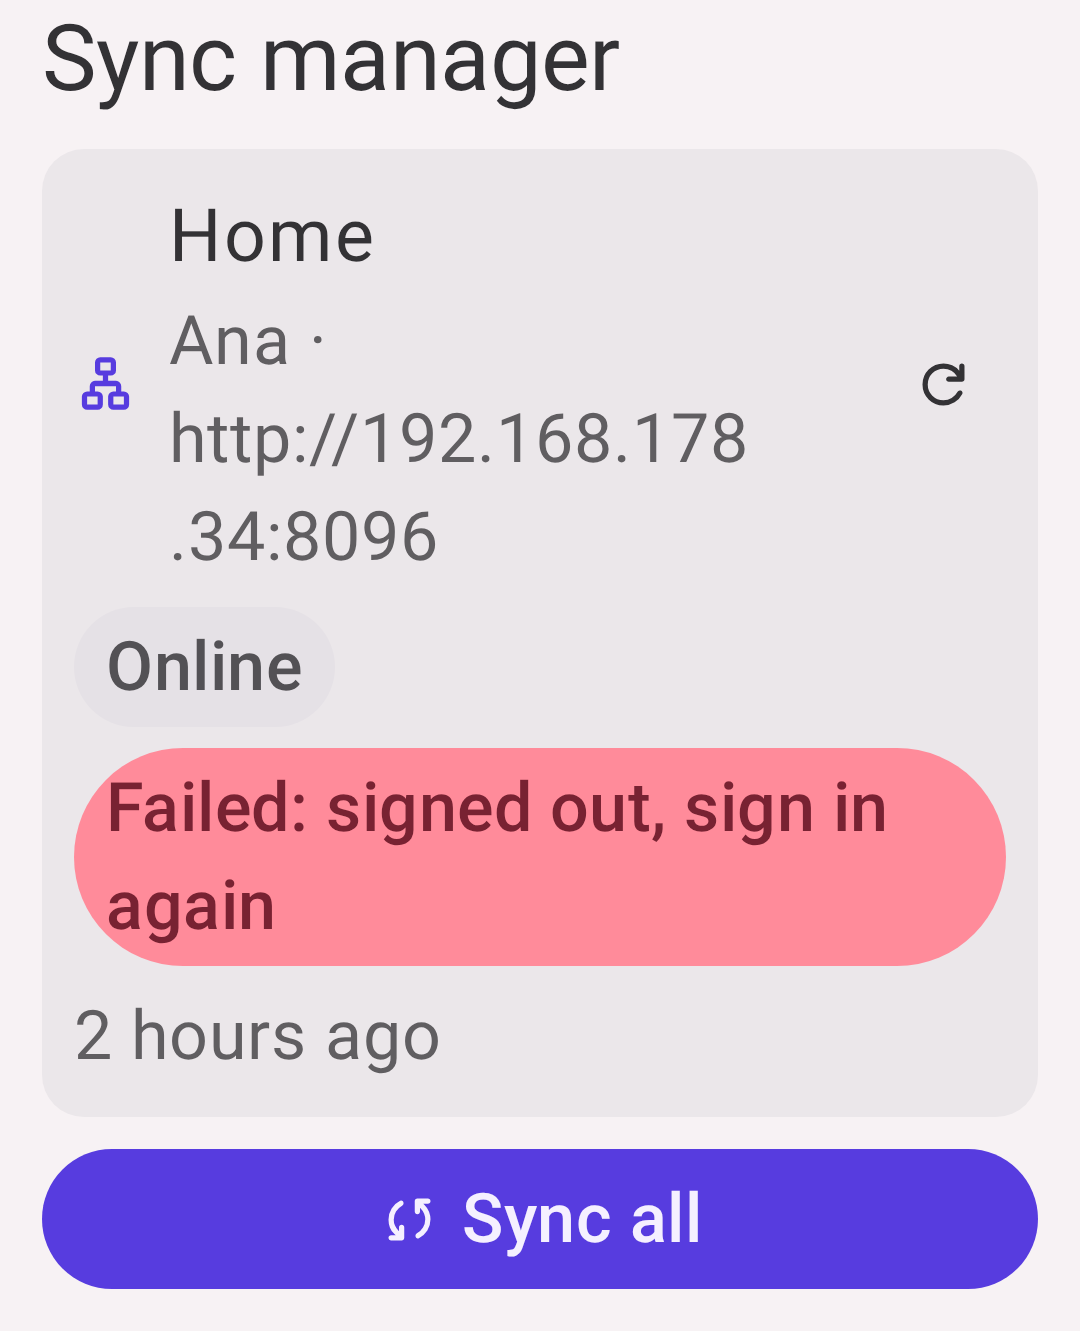 Sync manager
Home
Ana ·
http://192.168.178
.34:8096
Online
Failed: signed out, sign in
again
2 hours ago
Sync all